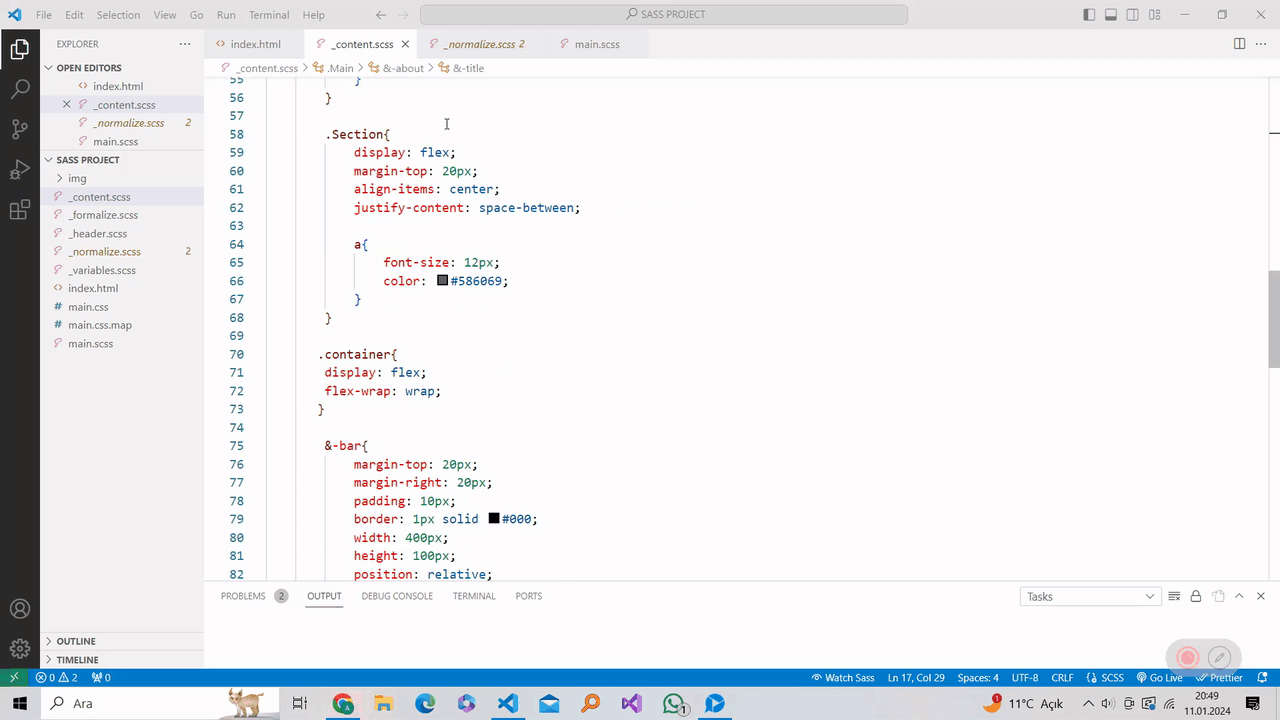 File Edit Selection View Go Run Terminal Help SASS PROJECT
EXPLORER
OPEN EDITORS
index.html
_content.scss
_normalize.scss 2
main.scss
SASS PROJECT
img
_content.scss
_formalize.scss
_header.scss
_normalize.scss 2
_variables.scss
index.html
main.css
main.css.map
main.scss
OUTLINE
TIMELINE
index.html _content.scss _normalize.scss 2 main.scss
_content.scss > .Main > &-about > &-title
55 }
56 }
57
58 .Section{
59 display: flex;
60 margin-top: 20px;
61 align-items: center;
62 justify-content: space-between;
63
64 a{
65 font-size: 12px;
66 color: #586069;
67 }
68 }
69
70 .container{
71 display: flex;
72 flex-wrap: wrap;
73 }
74
75 &-bar{
76 margin-top: 20px;
77 margin-right: 20px;
78 padding: 10px;
79 border: 1px solid #000;
80 width: 400px;
81 height: 100px;
82 position: relative;
PROBLEMS 2 OUTPUT DEBUG CONSOLE TERMINAL PORTS Tasks
0 2 0 Watch Sass Ln 17, Col 29 Spaces: 4 UTF-8 CRLF {} SCSS Go Live Prettier
Ara 1 1 11°C Açık 20:49
11.01.2024